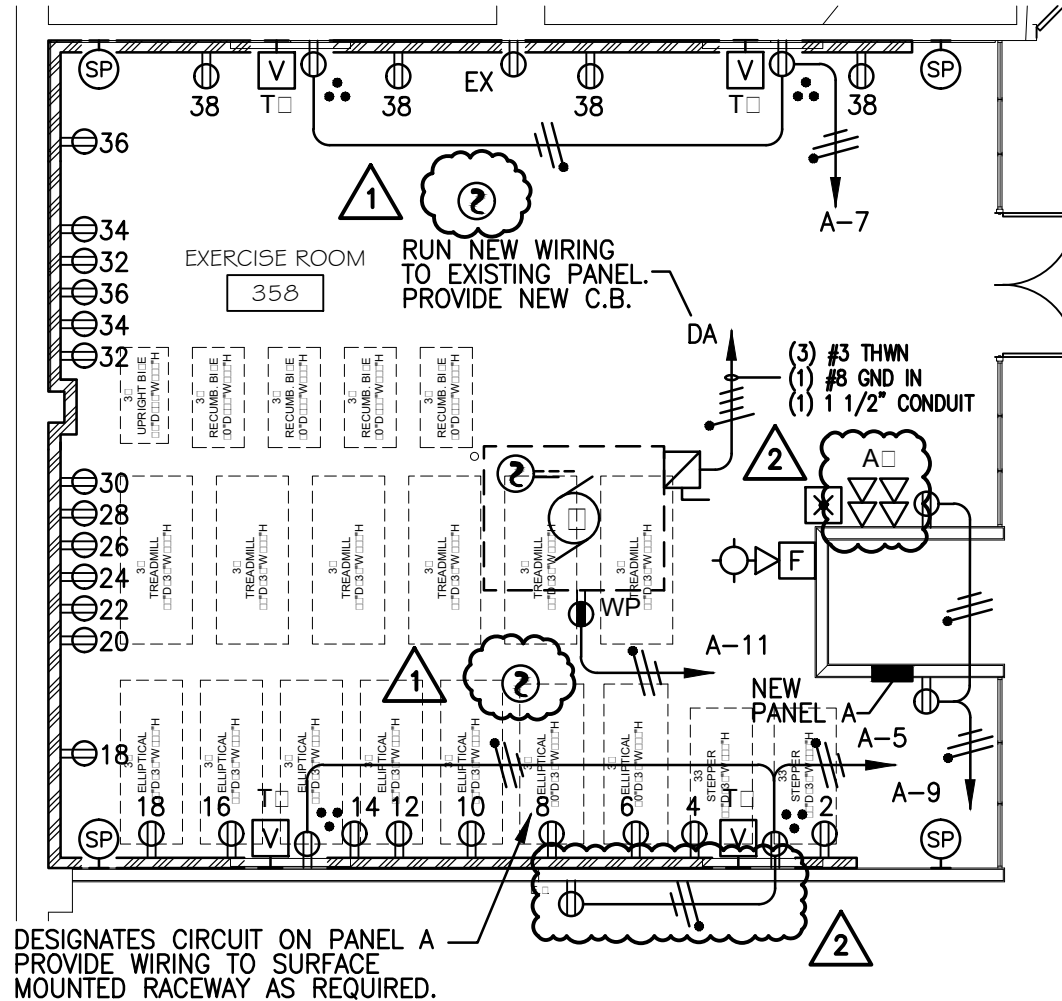 SP
V
T
38
38
EX
38
V
T
38
SP
36
1
A-7
34
32
36
34
32
EXERCISE ROOM
358
RUN NEW WIRING
TO EXISTING PANEL.
PROVIDE NEW C.B.
DA
(3) #3 THWN
(1) #8 GND IN
(1) 1 1/2" CONDUIT
UPRIGHT
RECUMB.
RECUMB.
RECUMB.
RECUMB.
2
A
F
30
28
26
24
22
20
TREADMILL
TREADMILL
TREADMILL
TREADMILL
TREADMILL
TREADMILL
WP
A-11
1
NEW
PANEL A
A-5
A-9
18
ELLIPTICAL
ELLIPTICAL
ELLIPTICAL
ELLIPTICAL
ELLIPTICAL
ELLIPTICAL
ELLIPTICAL
33
STEPPER
33
STEPPER
18
16
T
14
12
10
8
6
4
T
2
SP
V
V
SP
2
DESIGNATES CIRCUIT ON PANEL A
PROVIDE WIRING TO SURFACE
MOUNTED RACEWAY AS REQUIRED.